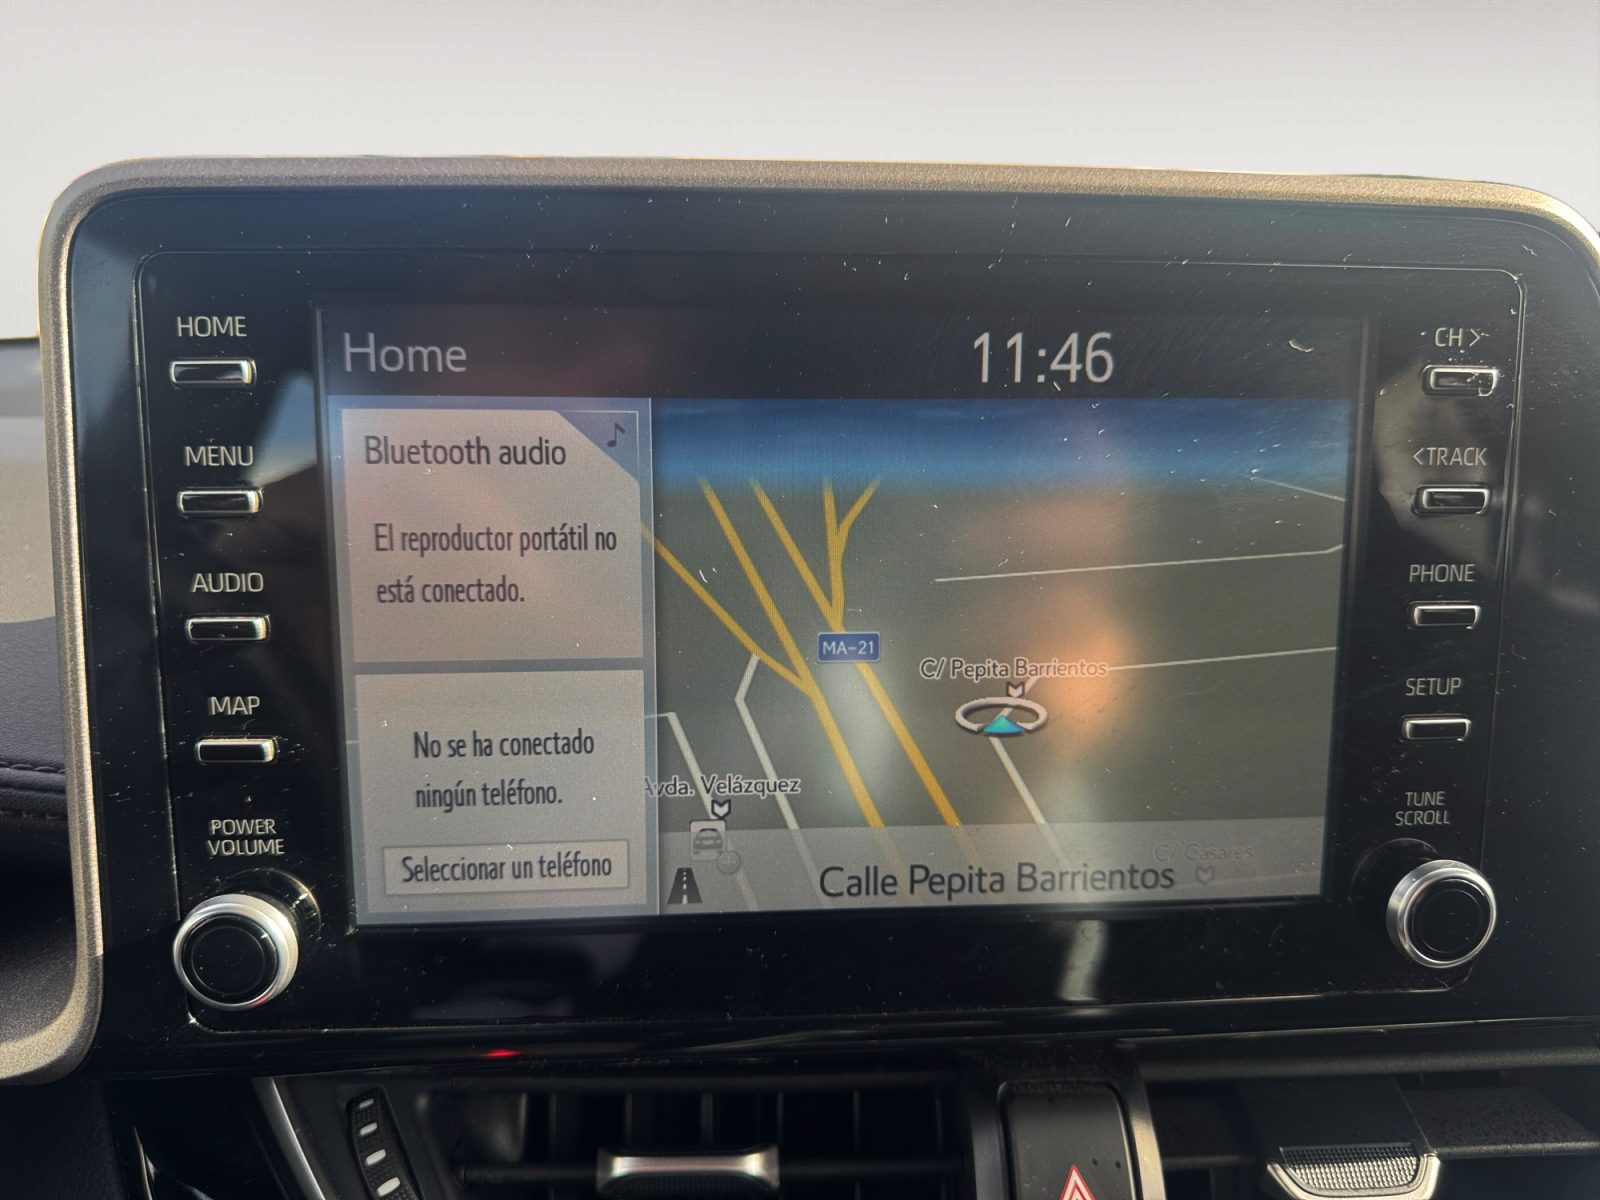 HOME
MENU
AUDIO
MAP
POWER
VOLUME
Home
11:46
Bluetooth audio
El reproductor portátil no
está conectado.
No se ha conectado
ningún teléfono.
Seleccionar un teléfono
MA-21
C/ Pepita Barrientos
Avda. Velázquez
C/ Casares
Calle Pepita Barrientos
CH >
<TRACK
PHONE
SETUP
TUNE
SCROLL